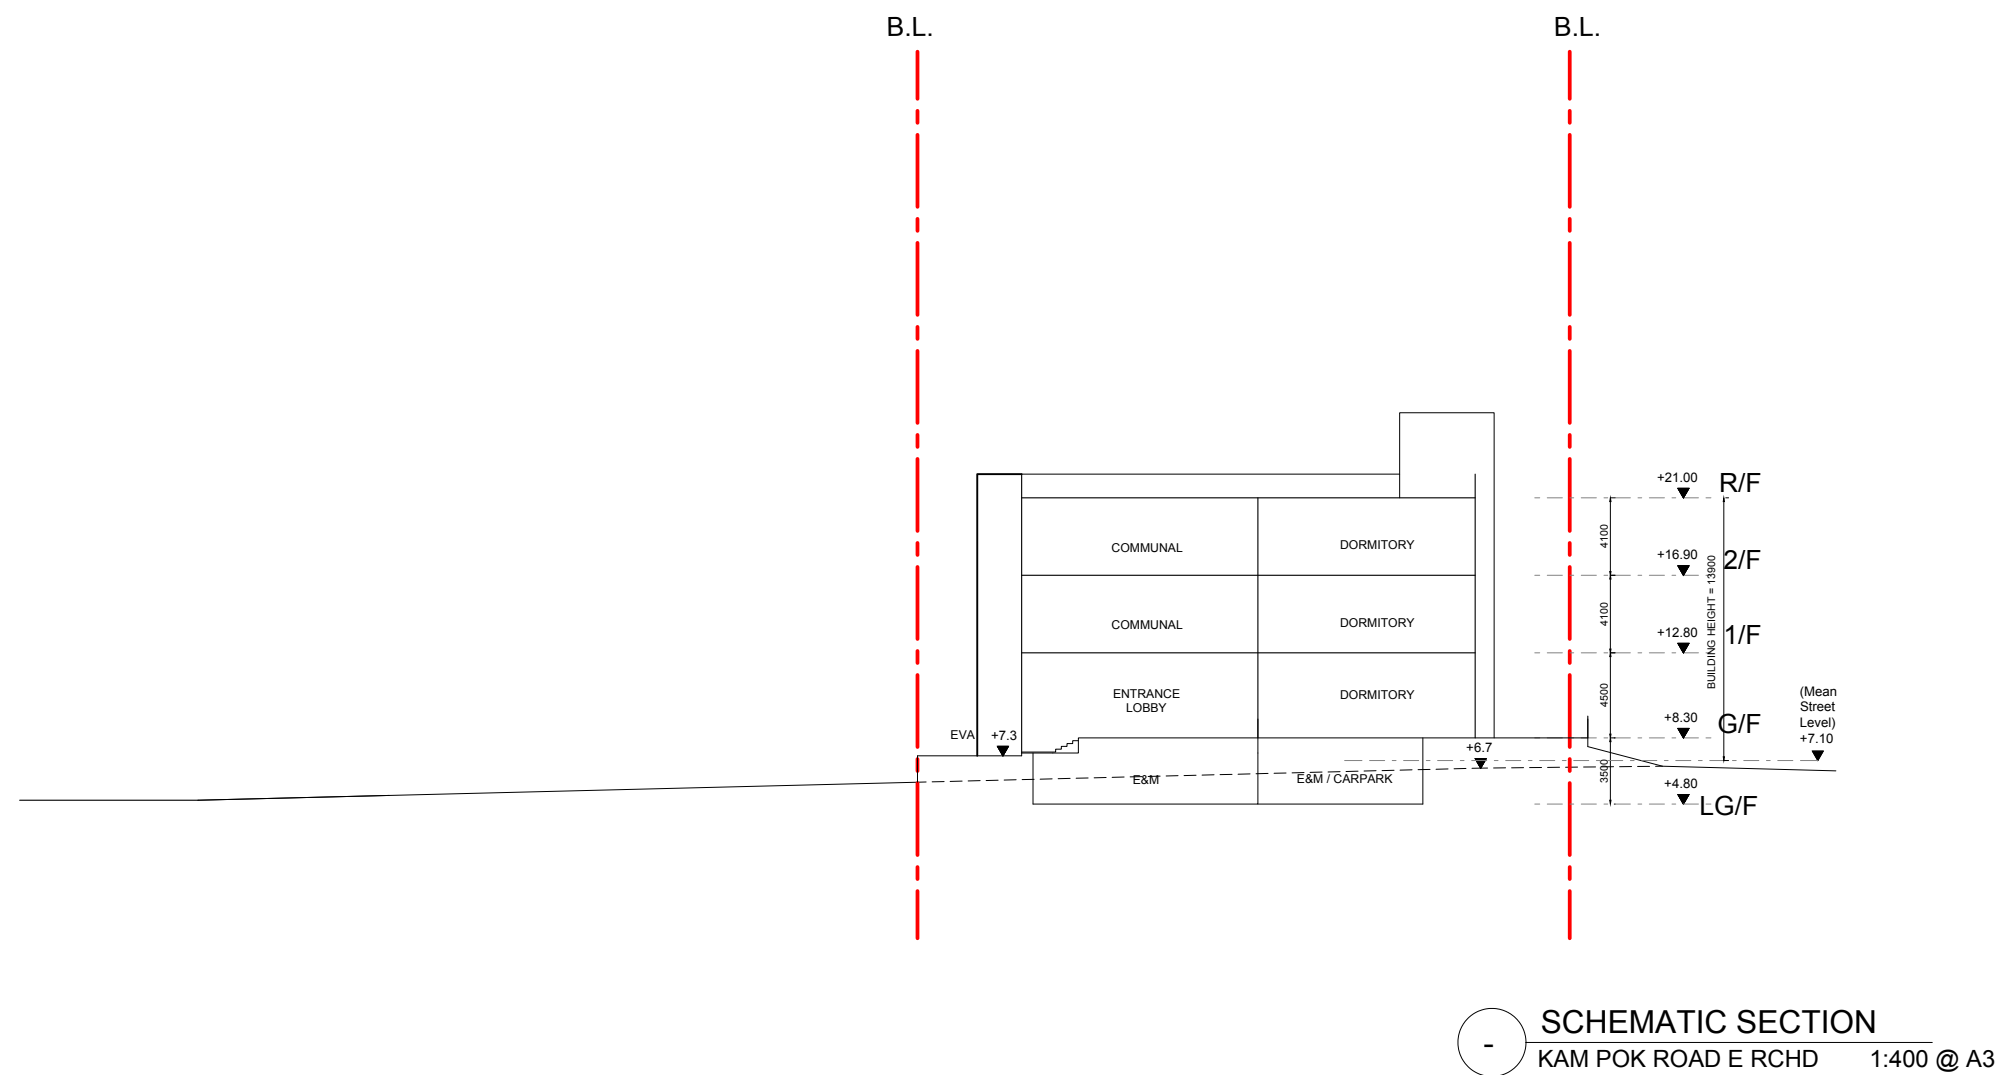 B.L.
B.L.
+21.00
R/F
4100
COMMUNAL
DORMITORY
+16.90
2/F
BUILDING HEIGHT = 13900
4100
COMMUNAL
DORMITORY
+12.80
1/F
4500
ENTRANCE
LOBBY
DORMITORY
(Mean
Street
Level)
+7.10
+8.30
G/F
EVA
+7.3
+6.7
3500
E&M
E&M / CARPARK
+4.80
LG/F
-
SCHEMATIC SECTION
KAM POK ROAD E RCHD
1:400 @ A3